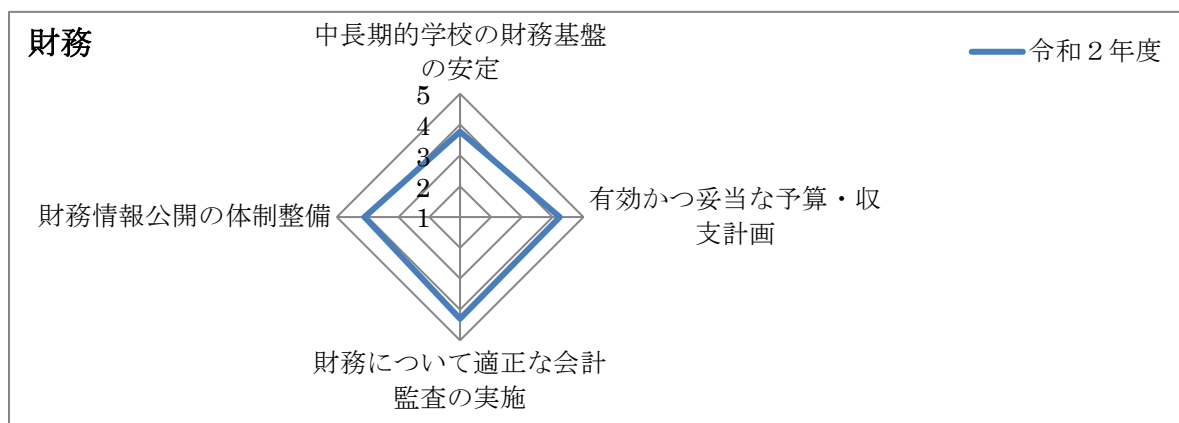 財務
中長期的学校の財務基盤
の安定
令和２年度
5
4
3
2
1
有効かつ妥当な予算・収
支計画
財務情報公開の体制整備
財務について適正な会計
監査の実施